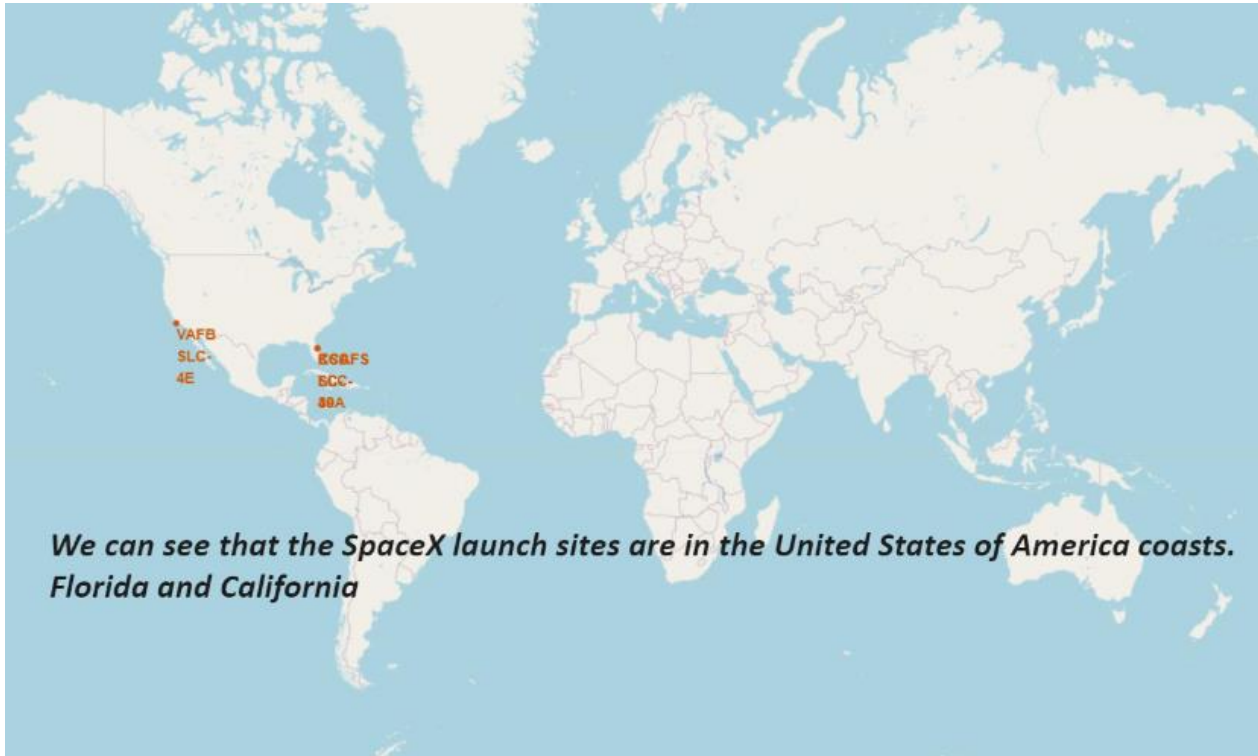 VAFB
SLC-
4E
We can see that the SpaceX launch sites are in the United States of America coasts.
Florida and California